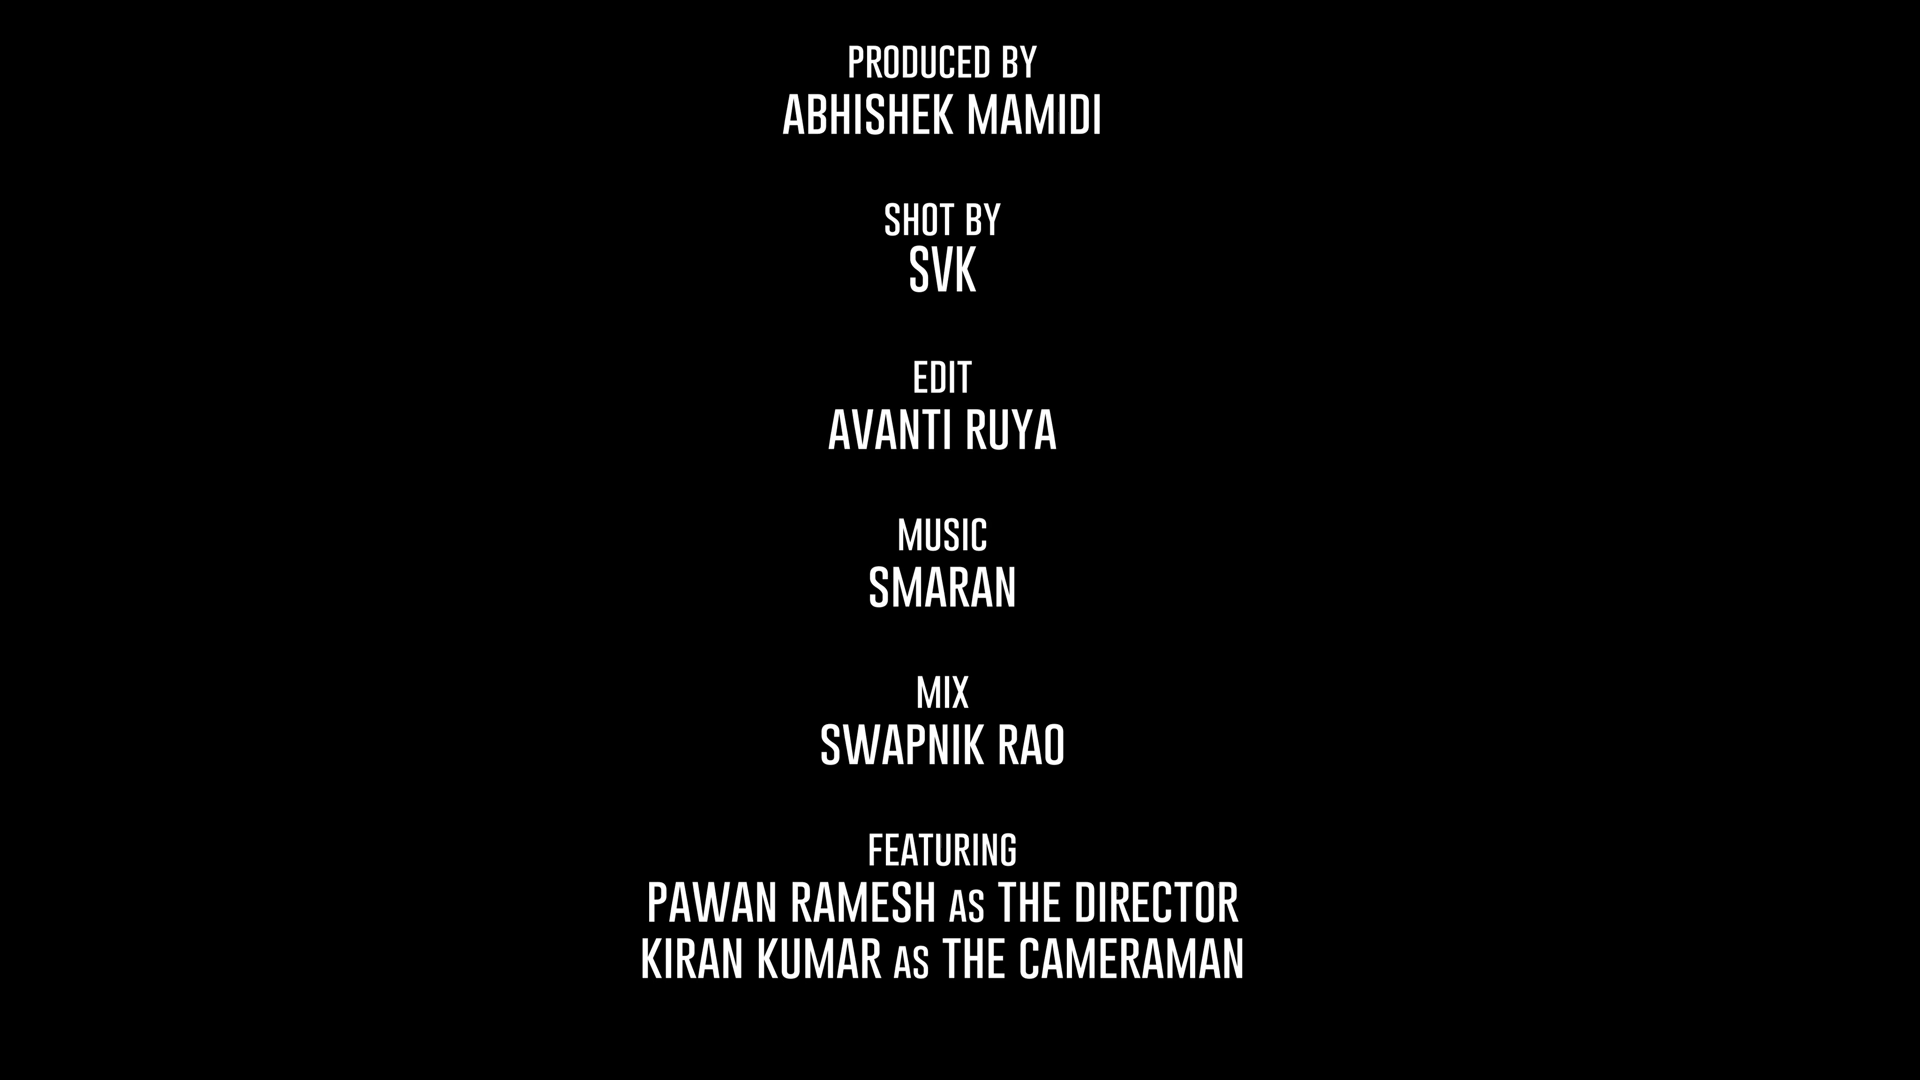 PRODUCED BY
ABHISHEK MAMIDI
SHOT BY
SVK
EDIT
AVANTI RUYA
MUSIC
SMARAN
MIX
SWAPNIK RAO
FEATURING
PAWAN RAMESH AS THE DIRECTOR
KIRAN KUMAR AS THE CAMERAMAN